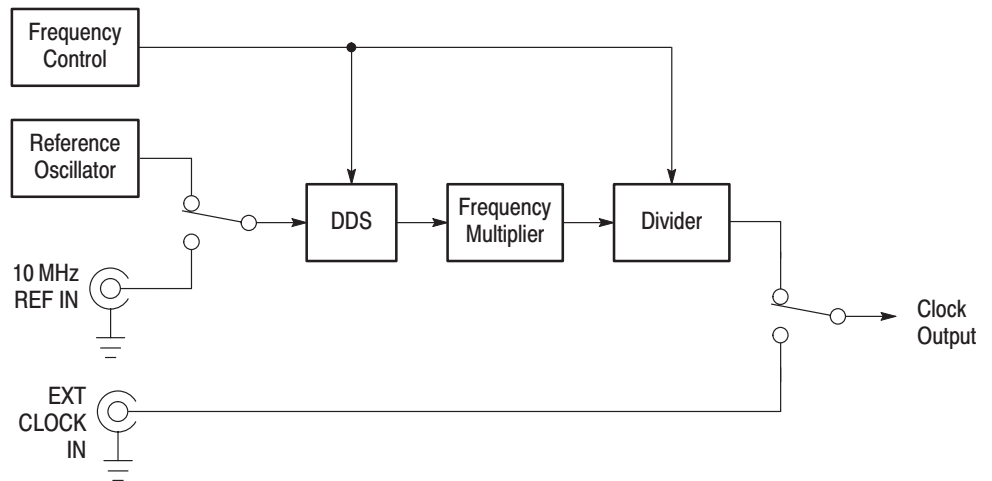 Frequency
Control
Reference
Oscillator
DDS
Frequency
Multiplier
Divider
10 MHz
REF IN
Clock
Output
EXT
CLOCK
IN